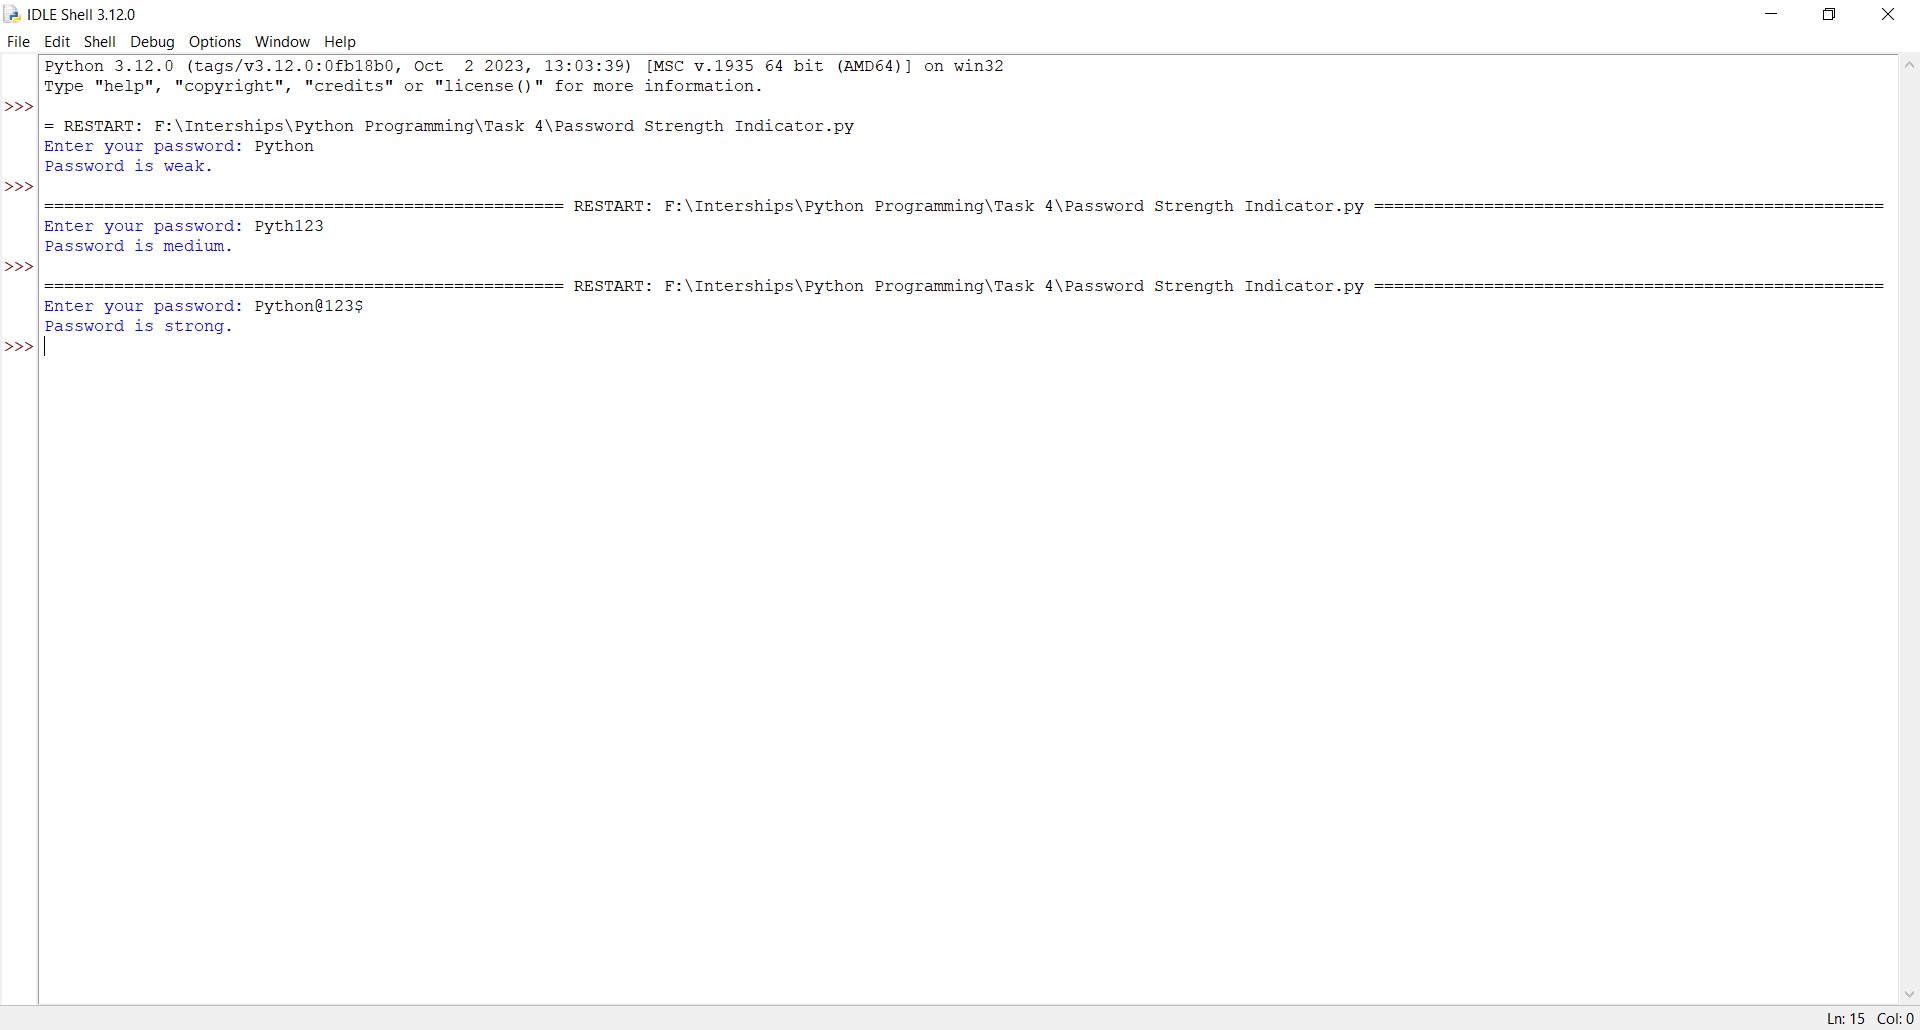 IDLE Shell 3.12.0
File Edit Shell Debug Options Window Help
Python 3.12.0 (tags/v3.12.0:0fb18b0, Oct  2 2023, 13:03:39) [MSC v.1935 64 bit (AMD64)] on win32
Type "help", "copyright", "credits" or "license()" for more information.
>>>
= RESTART: F:\Interships\Python Programming\Task 4\Password Strength Indicator.py
Enter your password: Python
Password is weak.
>>>
==================================================== RESTART: F:\Interships\Python Programming\Task 4\Password Strength Indicator.py ===================================================
Enter your password: Pyth123
Password is medium.
>>>
==================================================== RESTART: F:\Interships\Python Programming\Task 4\Password Strength Indicator.py ===================================================
Enter your password: Python@123$
Password is strong.
>>>
Ln: 15 Col: 0